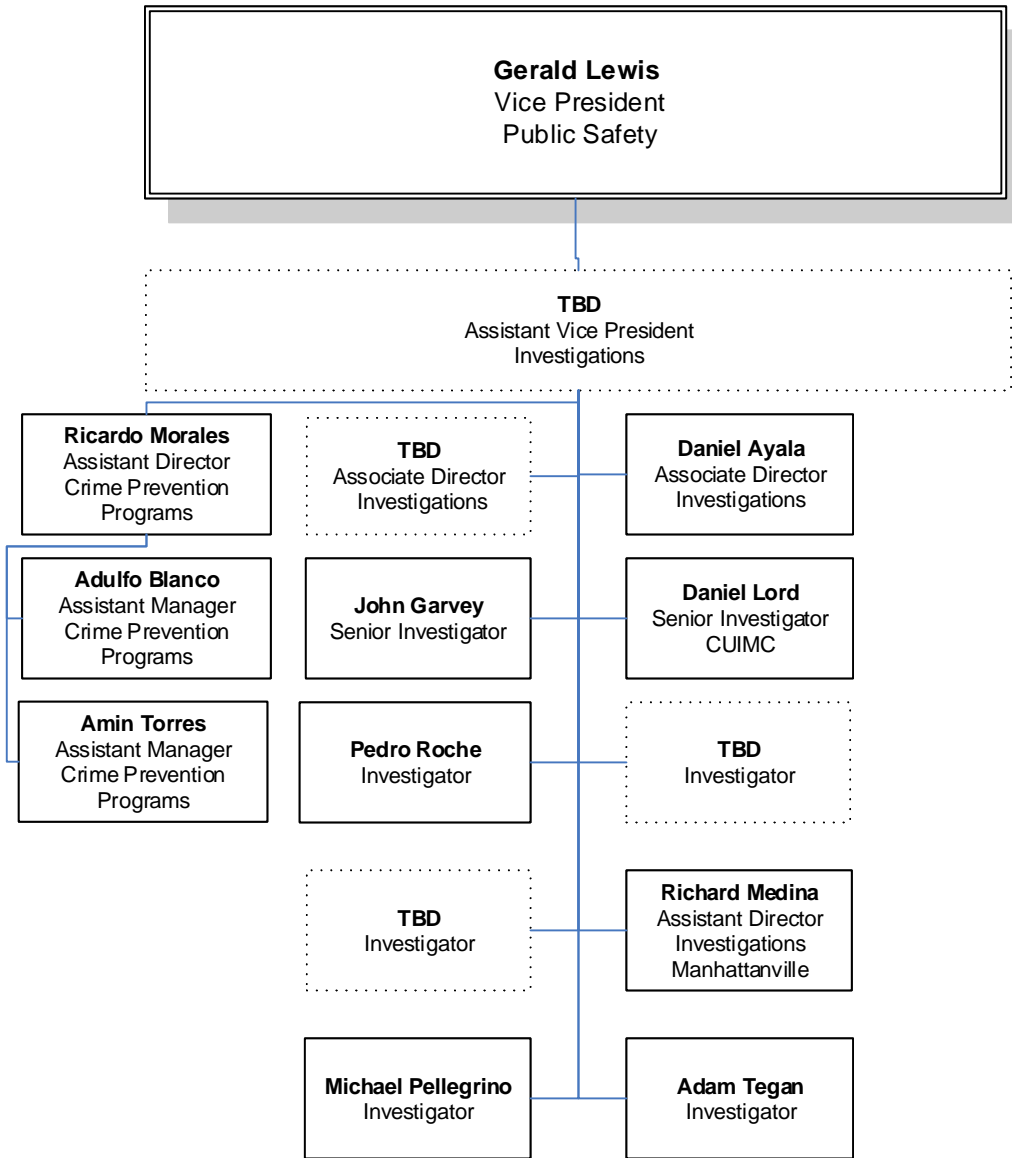 Gerald Lewis
Vice President
Public Safety
TBD
Assistant Vice President
Investigations
Ricardo Morales
Assistant Director
Crime Prevention
Programs
TBD
Associate Director
Investigations
Daniel Ayala
Associate Director
Investigations
Adulfo Blanco
Assistant Manager
Crime Prevention
Programs
John Garvey
Senior Investigator
Daniel Lord
Senior Investigator
CUIMC
Amin Torres
Assistant Manager
Crime Prevention
Programs
Pedro Roche
Investigator
TBD
Investigator
TBD
Investigator
Richard Medina
Assistant Director
Investigations
Manhattanville
Michael Pellegrino
Investigator
Adam Tegan
Investigator